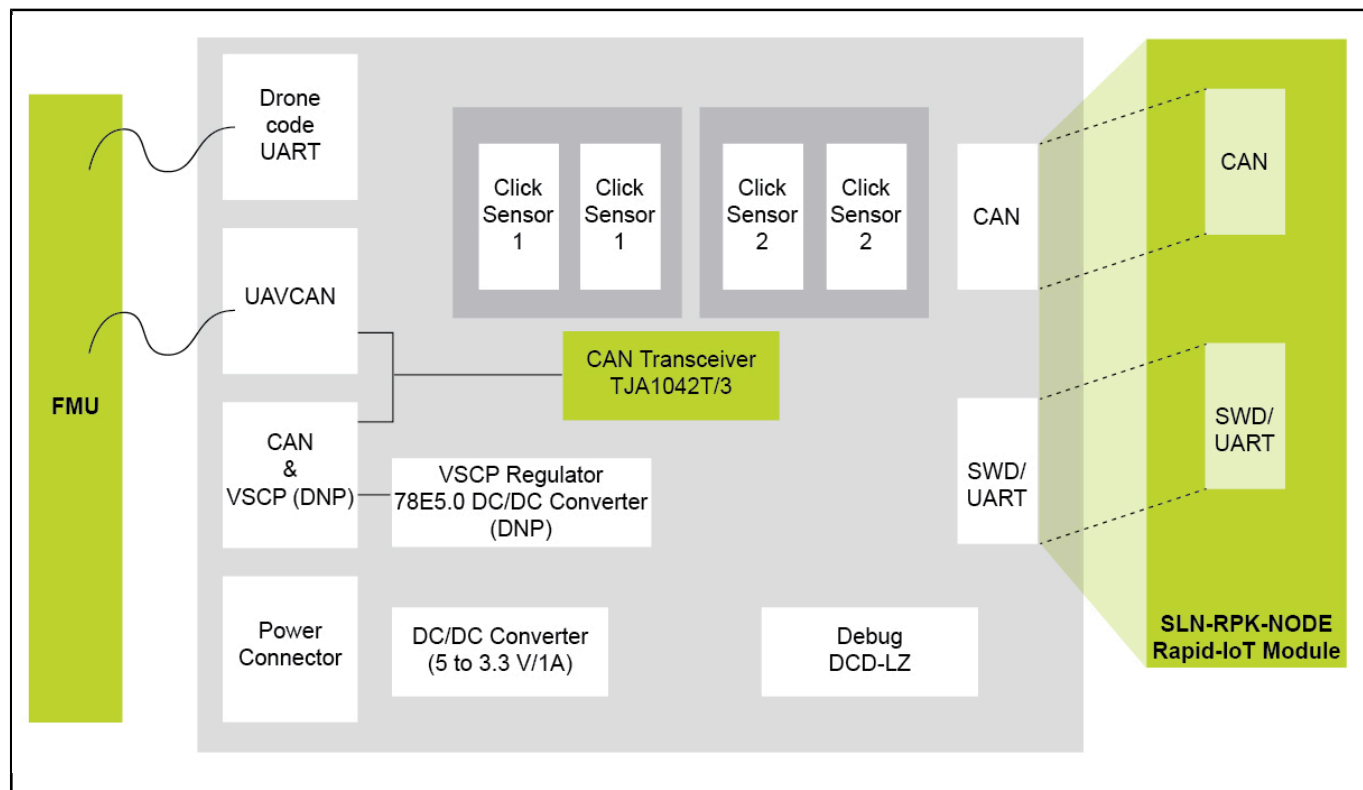 FMU
Drone
code
UART
UAVCAN
CAN
&
VSCP (DNP)
Power
Connector
Click
Sensor
1
Click
Sensor
1
Click
Sensor
2
Click
Sensor
2
CAN Transceiver
TJA1042T/3
VSCP Regulator
78E5.0 DC/DC Converter
(DNP)
DC/DC Converter
(5 to 3.3 V/1A)
Debug
DCD-LZ
CAN
SWD/
UART
CAN
SWD/
UART
SLN-RPK-NODE
Rapid-IoT Module